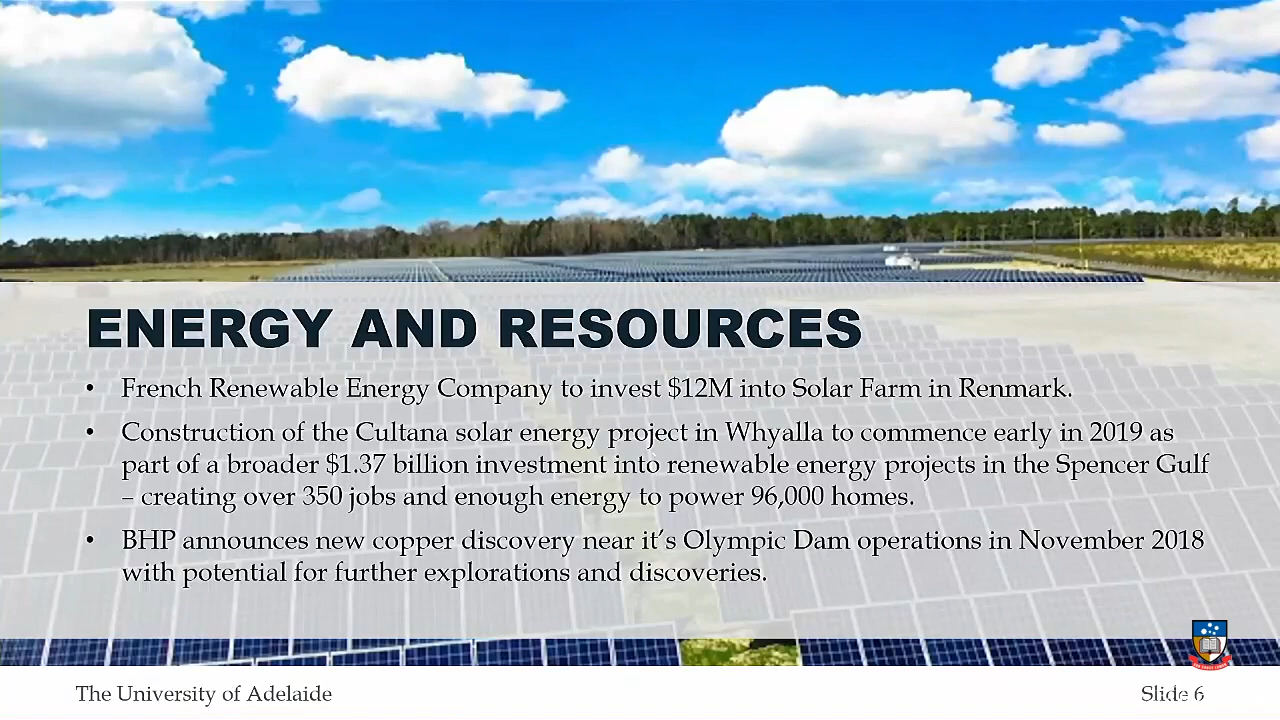 ENERGY AND RESOURCES
• French Renewable Energy Company to invest $12M into Solar Farm in Renmark.
• Construction of the Cultana solar energy project in Whyalla to commence early in 2019 as
part of a broader $1.37 billion investment into renewable energy projects in the Spencer Gulf
– creating over 350 jobs and enough energy to power 96,000 homes.
• BHP announces new copper discovery near it’s Olympic Dam operations in November 2018
with potential for further explorations and discoveries.
The University of Adelaide
Slide 6